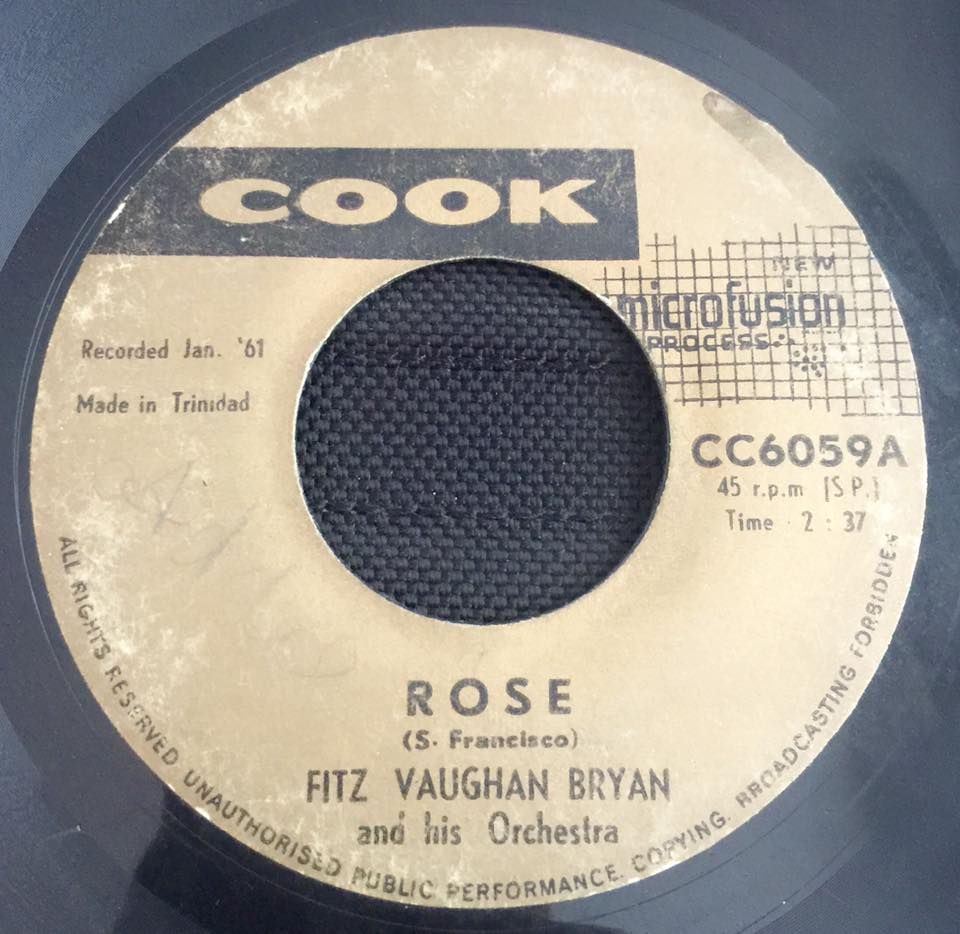 COOK
NEW
microfusion
PROCESS
Recorded Jan. '61
Made in Trinidad
CC6059A
45 r.p.m [S P.]
Time 2 : 37
ROSE
(S. Francisco)
FITZ VAUGHAN BRYAN
and his Orchestra
ALL RIGHTS RESERVED UNAUTHORISED PUBLIC PERFORMANCE. COPYING. BROADCASTING FORBIDDEN